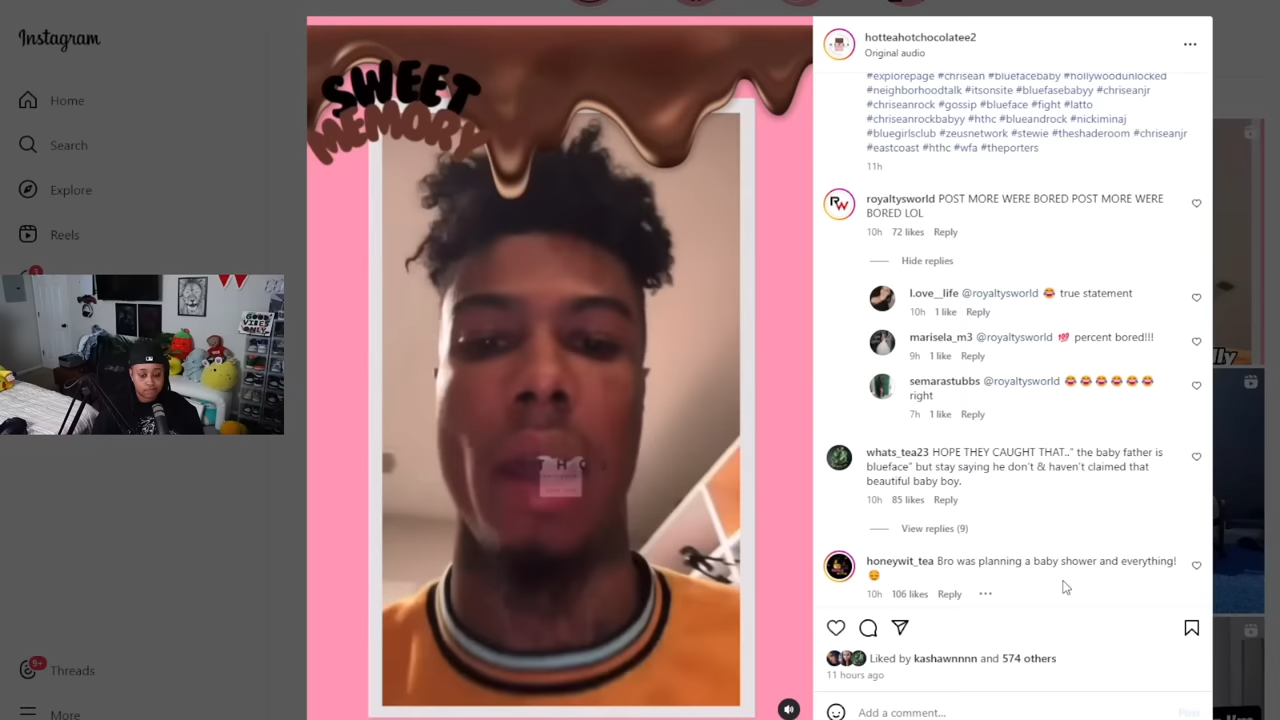 Instagram
Home
Search
Explore
Reels
9+
Threads
More
GOOD
VIBES
ONLY
SWEET
MEMORY
hotteahotchocolatee2
Original audio
#explorepage #chrisean #bluefacebaby #hollywoodunlocked
#neighborhoodtalk #itsonsite #bluefasebabyy #chriseanjr
#chriseanrock #gossip #blueface #fight #latto
#chriseanrockbabyy #hthc #blueandrock #nickiminaj
#bluegirlsclub #zeusnetwork #stewie #theshaderoom #chriseanjr
#eastcoast #hthc #wfa #theporters
11h
RW
royaltysworld POST MORE WERE BORED POST MORE WERE
BORED LOL
10h 72 likes Reply
Hide replies
l.ove__life @royaltysworld 😂 true statement
10h 1 like Reply
marisela_m3 @royaltysworld 💯 percent bored!!!
9h 1 like Reply
semarastubbs @royaltysworld 😂😂😂😂😂😂
right
7h 1 like Reply
whats_tea23 HOPE THEY CAUGHT THAT.." the baby father is
blueface" but stay saying he don't & haven't claimed that
beautiful baby boy.
10h 85 likes Reply
View replies (9)
honeywit_tea Bro was planning a baby shower and everything!
10h 106 likes Reply
Liked by kashawnnnn and 574 others
11 hours ago
Add a comment...
Post